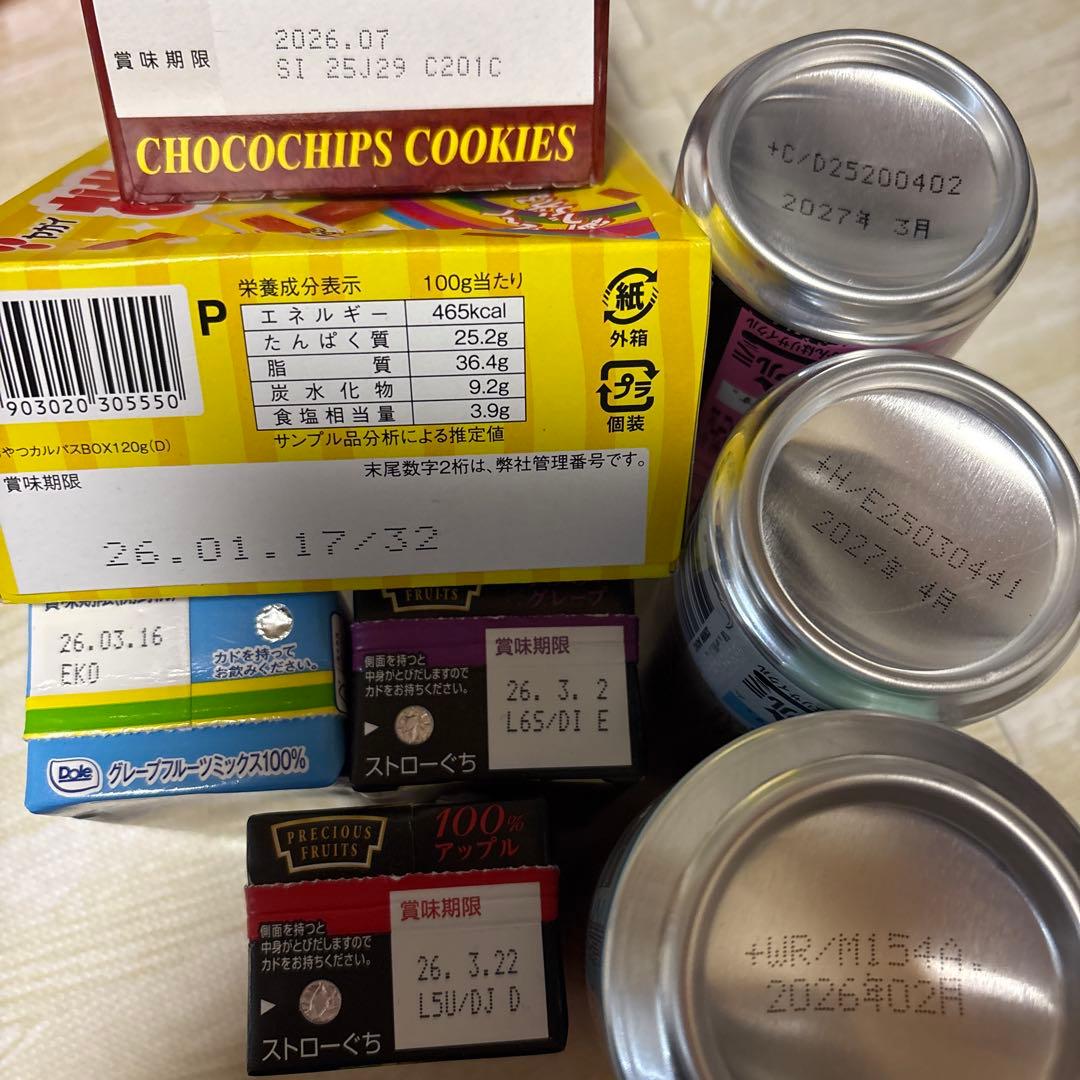 賞味期限
2026.07
SI 25J29 C201C
CHOCOCHIPS COOKIES
+C/D25200402
2027年 3月
P
栄養成分表示 100g当たり
エネルギー 465kcal
たんぱく質 25.2g
脂質 36.4g
炭水化物 9.2g
食塩相当量 3.9g
サンプル品分析による推定値
紙
外箱
プラ
個装
903020 305550
やつカルパスBOX120g(D)
賞味期限
末尾数字2桁は、弊社管理番号です。
26.01.17/32
+H/E25030441
2027年 4月
26.03.16
EKO
カドを持って
お飲みください。
Dole グレープフルーツミックス100%
FRUITS
グレープ
側面を持つと
中身がとびだしますので
カドをお持ちください。
ストローぐち
賞味期限
26. 3. 2
L6S/DI E
PRECIOUS
FRUITS
100%
アップル
側面を持つと
中身がとびだしますので
カドをお持ちください。
ストローぐち
賞味期限
26. 3.22
L5U/DJ D
+WR/M154A.
2026年02月